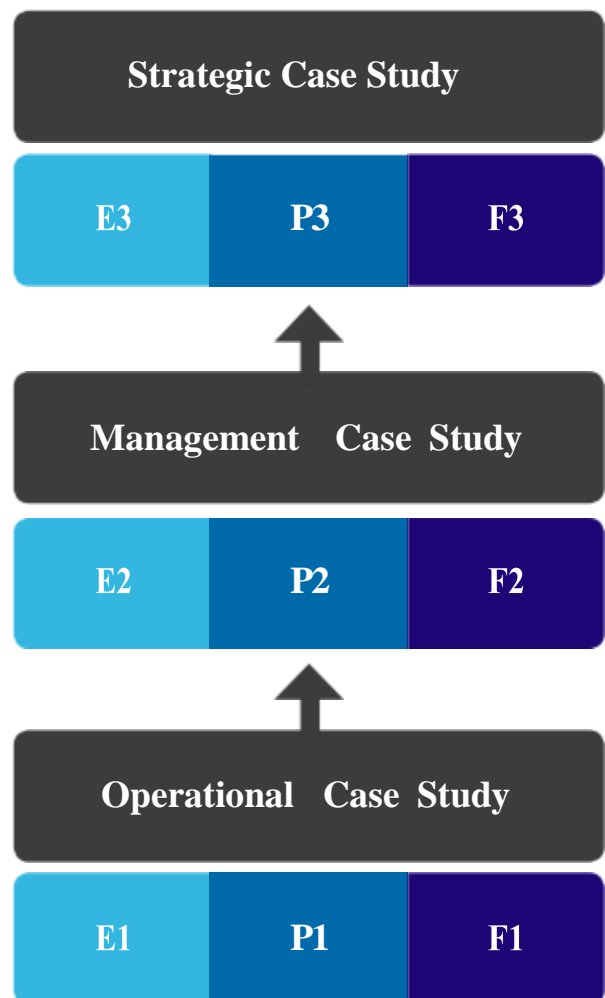 Strategic Case Study
E3 P3 F3
Management Case Study
E2 P2 F2
Operational Case Study
E1 P1 F1